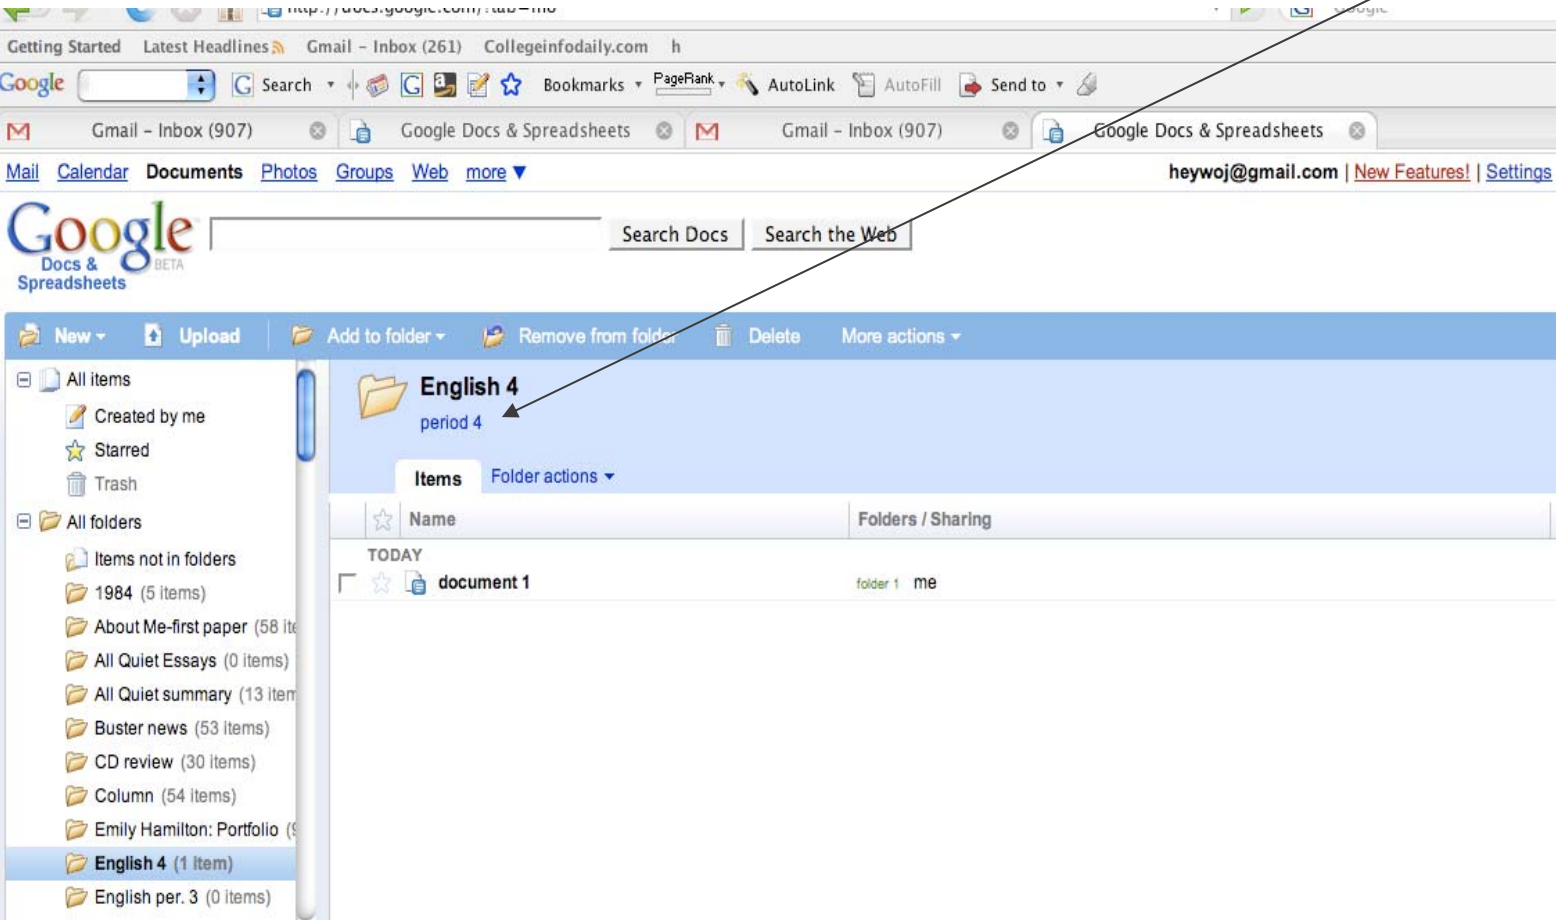 Getting Started Latest Headlines Gmail – Inbox (261) Collegeinfodaily.com h
Google Search Bookmarks PageRank AutoLink AutoFill Send to
Gmail – Inbox (907) Google Docs & Spreadsheets Gmail – Inbox (907) Google Docs & Spreadsheets
Mail Calendar Documents Photos Groups Web more heywoj@gmail.com | New Features! | Settings
Google Search Docs Search the Web
Docs & BETA
Spreadsheets
New Upload Add to folder Remove from folder Delete More actions
All items
Created by me
Starred
Trash
All folders
Items not in folders
1984 (5 items)
About Me-first paper (58
All Quiet Essays (0 items)
All Quiet summary (13
Buster news (53 items)
CD review (30 items)
Column (54 items)
Emily Hamilton: Portfolio
English 4 (1 item)
English per. 3 (0 items)
English 4
period 4
Items Folder actions
Name Folders / Sharing
TODAY
document 1 folder 1 me